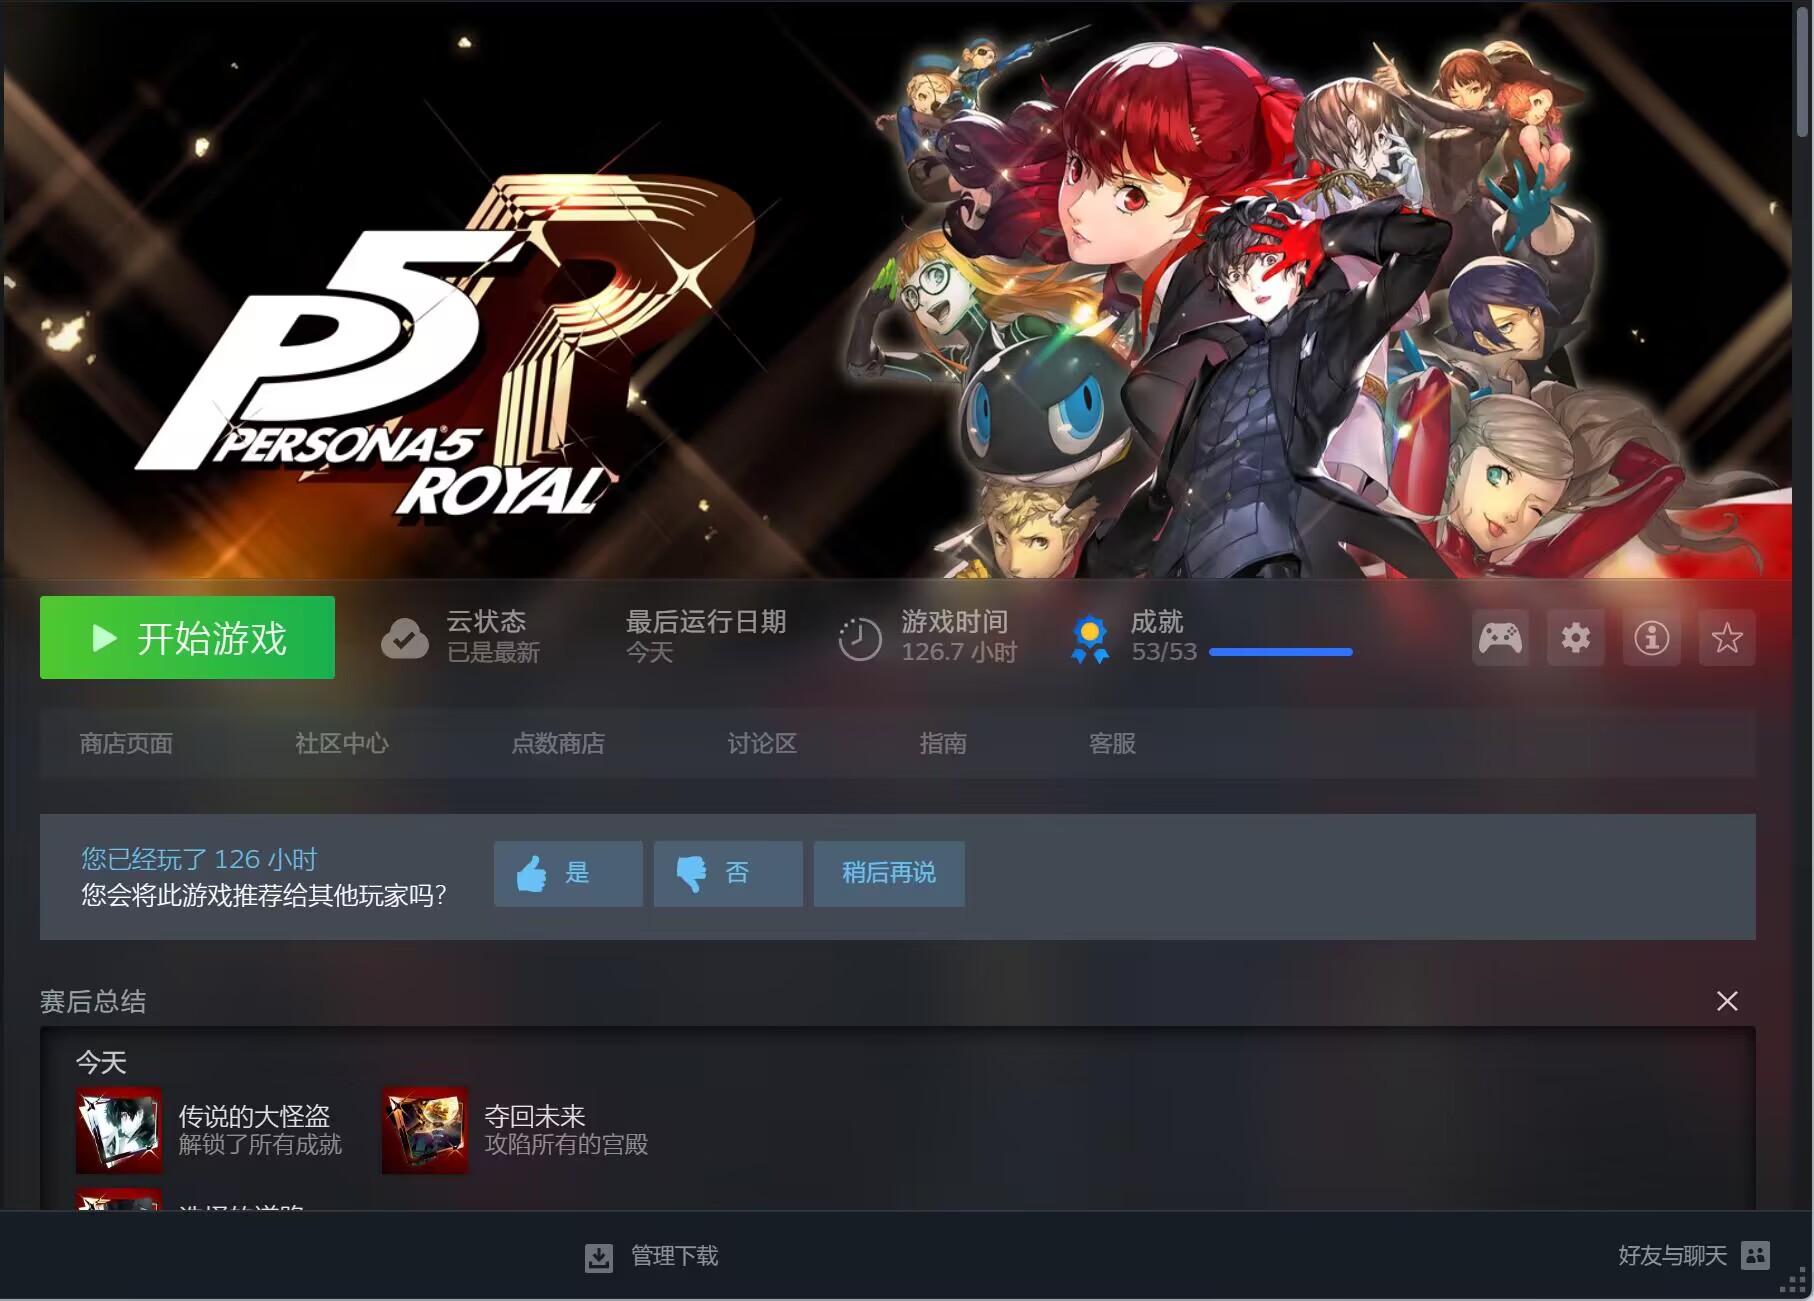 P5R
PERSONA5
ROYAL
开始游戏
云状态
已是最新
最后运行日期
今天
游戏时间
126.7 小时
成就
53/53
商店页面
社区中心
点数商店
讨论区
指南
客服
您已经玩了 126 小时
您会将此游戏推荐给其他玩家吗?
是
否
稍后再说
赛后总结
今天
传说的大怪盗
解锁了所有成就
夺回未来
攻陷所有的宫殿
管理下载
好友与聊天